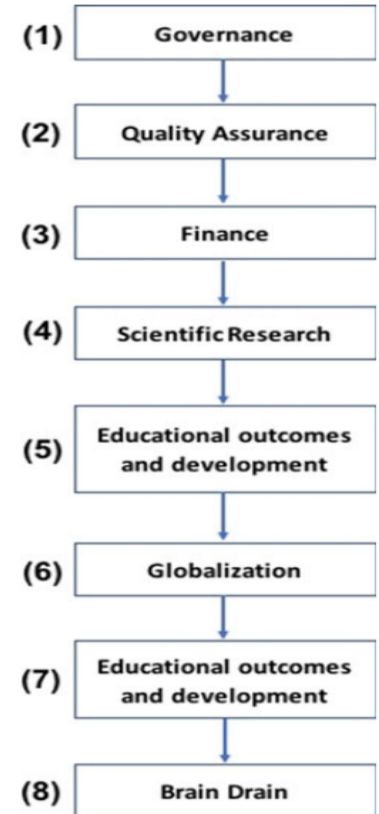 (1) Governance
(2) Quality Assurance
(3) Finance
(4) Scientific Research
(5) Educational outcomes
and development
(6) Globalization
(7) Educational outcomes
and development
(8) Brain Drain